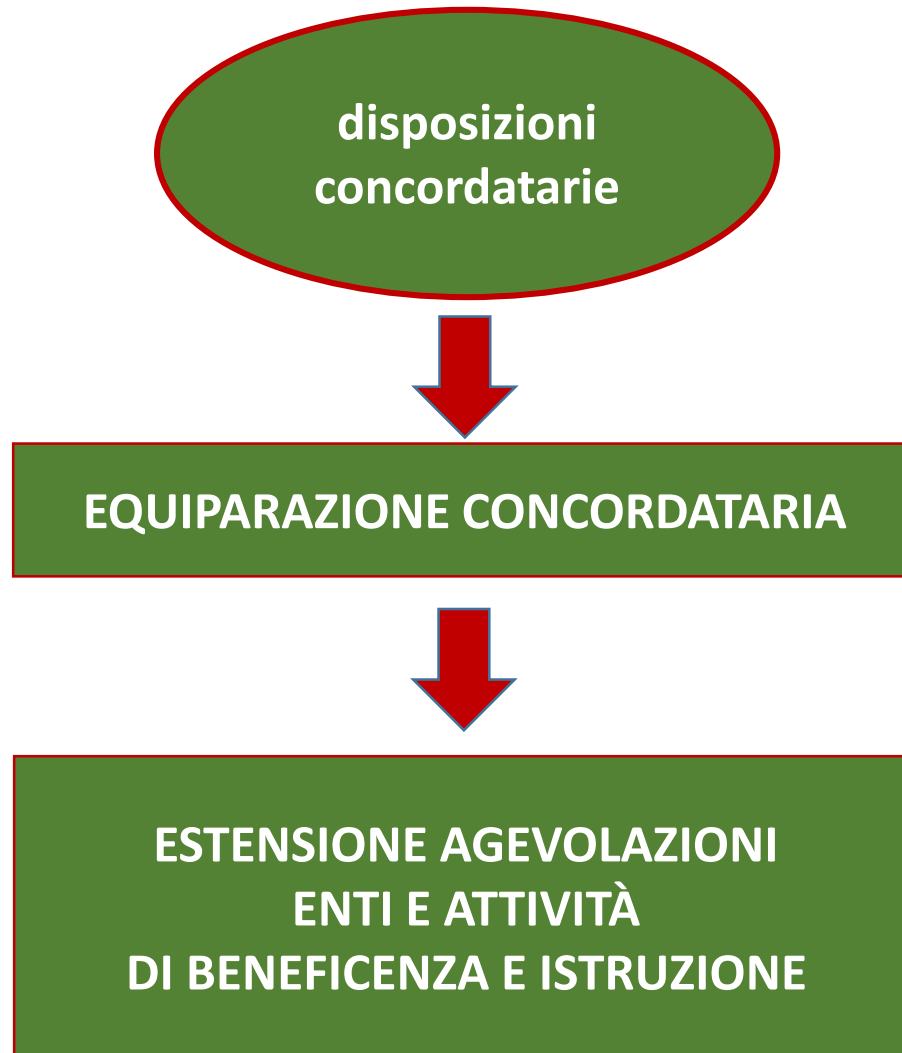 disposizioni
concordatarie
EQUIPARAZIONE CONCORDATARIA
ESTENSIONE AGEVOLAZIONI
ENTI E ATTIVITÀ
DI BENEFICENZA E ISTRUZIONE